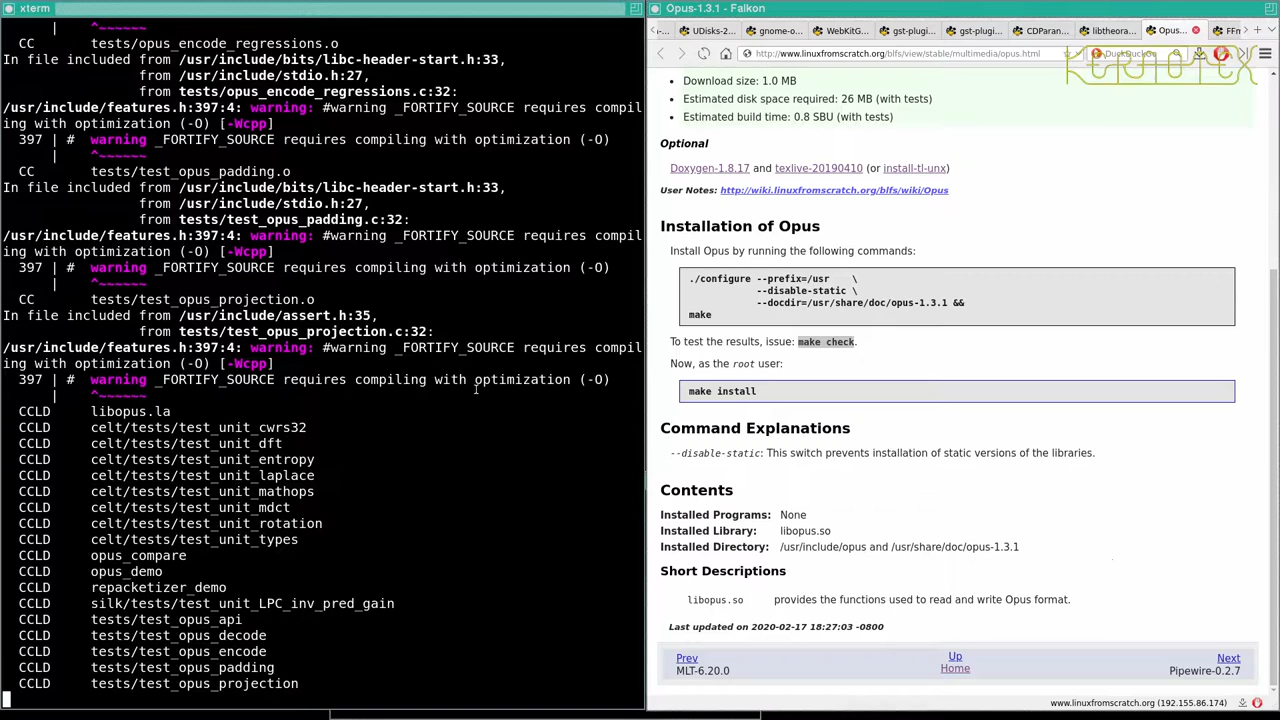 xterm
|   ^~~~~~~
CC    tests/opus_encode_regressions.o
In file included from /usr/include/bits/libc-header-start.h:33,
from /usr/include/stdio.h:27,
from tests/opus_encode_regressions.c:32:
/usr/include/features.h:397:4: warning: #warning _FORTIFY_SOURCE requires compil
ing with optimization (-O) [-Wcpp]
397 | #  warning _FORTIFY_SOURCE requires compiling with optimization (-O)
|   ^~~~~~~
CC    tests/test_opus_padding.o
In file included from /usr/include/bits/libc-header-start.h:33,
from /usr/include/stdio.h:27,
from tests/test_opus_padding.c:32:
/usr/include/features.h:397:4: warning: #warning _FORTIFY_SOURCE requires compil
ing with optimization (-O) [-Wcpp]
397 | #  warning _FORTIFY_SOURCE requires compiling with optimization (-O)
|   ^~~~~~~
CC    tests/test_opus_projection.o
In file included from /usr/include/assert.h:35,
from tests/test_opus_projection.c:32:
/usr/include/features.h:397:4: warning: #warning _FORTIFY_SOURCE requires compil
ing with optimization (-O) [-Wcpp]
397 | #  warning _FORTIFY_SOURCE requires compiling with optimization (-O)
|   ^~~~~~~
CCLD    libopus.la
CCLD    celt/tests/test_unit_cwrs32
CCLD    celt/tests/test_unit_dft
CCLD    celt/tests/test_unit_entropy
CCLD    celt/tests/test_unit_laplace
CCLD    celt/tests/test_unit_mathops
CCLD    celt/tests/test_unit_mdct
CCLD    celt/tests/test_unit_rotation
CCLD    celt/tests/test_unit_types
CCLD    opus_compare
CCLD    opus_demo
CCLD    repacketizer_demo
CCLD    silk/tests/test_unit_LPC_inv_pred_gain
CCLD    tests/test_opus_api
CCLD    tests/test_opus_decode
CCLD    tests/test_opus_encode
CCLD    tests/test_opus_padding
CCLD    tests/test_opus_projection
Opus-1.3.1 - Falkon
i-... UDisks-2... gnome-o... WebKitG... gst-plugi... gst-plugi... CDParan... libtheora... Opus... FFm
http://www.linuxfromscratch.org/blfs/view/stable/multimedia/opus.html DuckDuckGo
KERNOTEX
Download size: 1.0 MB
Estimated disk space required: 26 MB (with tests)
Estimated build time: 0.8 SBU (with tests)
Optional
Doxygen-1.8.17 and texlive-20190410 (or install-tl-unx)
User Notes: http://wiki.linuxfromscratch.org/blfs/wiki/Opus
Installation of Opus
Install Opus by running the following commands:
./configure --prefix=/usr    \
--disable-static \
--docdir=/usr/share/doc/opus-1.3.1 &&
make
To test the results, issue: make check.
Now, as the root user:
make install
Command Explanations
--disable-static: This switch prevents installation of static versions of the libraries.
Contents
Installed Programs: None
Installed Library: libopus.so
Installed Directory: /usr/include/opus and /usr/share/doc/opus-1.3.1
Short Descriptions
libopus.so provides the functions used to read and write Opus format.
Last updated on 2020-02-17 18:27:03 -0800
Prev Up Next
MLT-6.20.0 Home Pipewire-0.2.7
www.linuxfromscratch.org (192.155.86.174)